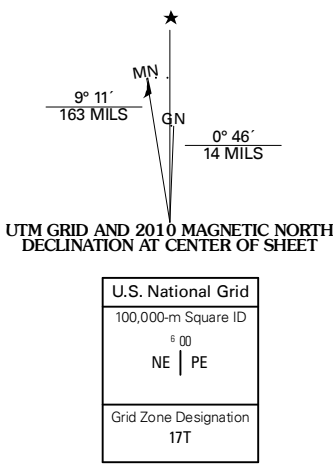 ★
MN
9° 11´
163 MILS
GN
0° 46´
14 MILS
UTM GRID AND 2010 MAGNETIC NORTH
DECLINATION AT CENTER OF SHEET
U.S. National Grid
100,000-m Square ID
6 00
NE | PE
Grid Zone Designation
17T